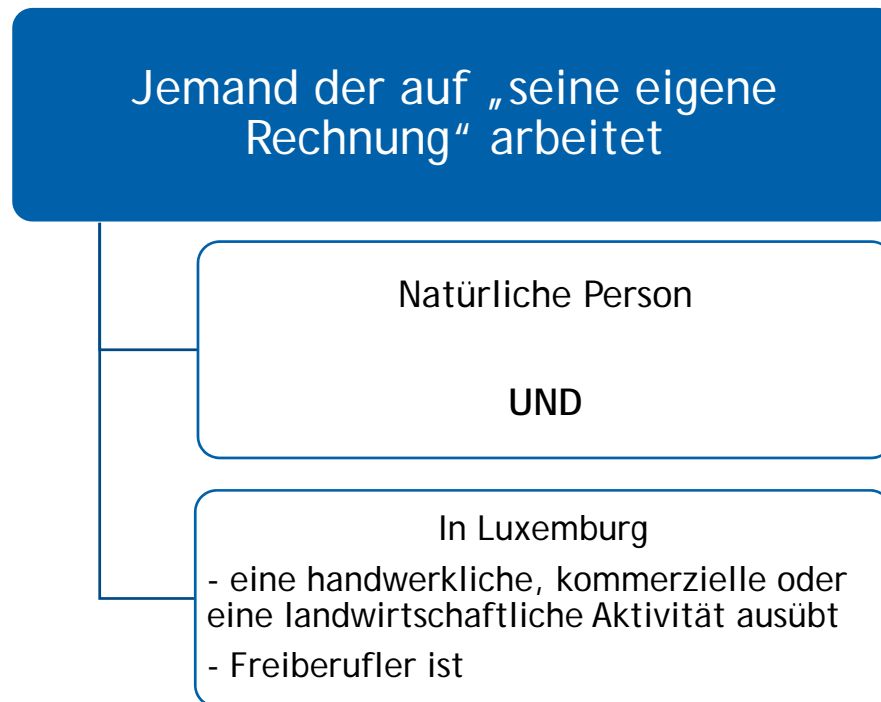 Jemand der auf „seine eigene
Rechnung“ arbeitet
Natürliche Person
UND
In Luxemburg
- eine handwerkliche, kommerzielle oder
eine landwirtschaftliche Aktivität ausübt
- Freiberufler ist